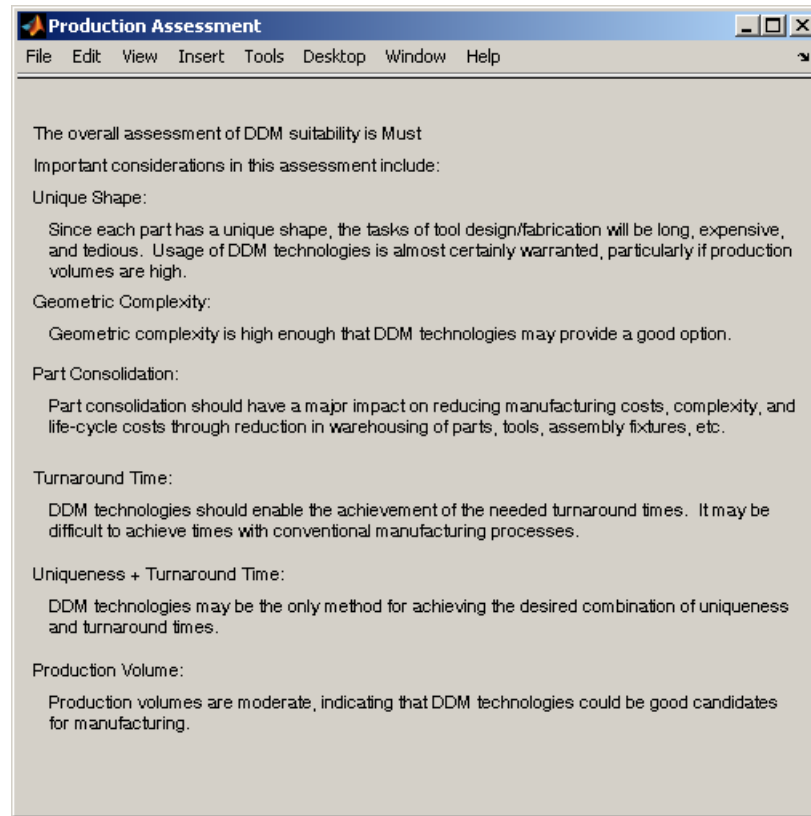 Production Assessment
File Edit View Insert Tools Desktop Window Help
The overall assessment of DDM suitability is Must
Important considerations in this assessment include:
Unique Shape:
Since each part has a unique shape, the tasks of tool design/fabrication will be long, expensive,
and tedious. Usage of DDM technologies is almost certainly warranted, particularly if production
volumes are high.
Geometric Complexity:
Geometric complexity is high enough that DDM technologies may provide a good option.
Part Consolidation:
Part consolidation should have a major impact on reducing manufacturing costs, complexity, and
life-cycle costs through reduction in warehousing of parts, tools, assembly fixtures, etc.
Turnaround Time:
DDM technologies should enable the achievement of the needed turnaround times. It may be
difficult to achieve times with conventional manufacturing processes.
Uniqueness + Turnaround Time:
DDM technologies may be the only method for achieving the desired combination of uniqueness
and turnaround times.
Production Volume:
Production volumes are moderate, indicating that DDM technologies could be good candidates
for manufacturing.